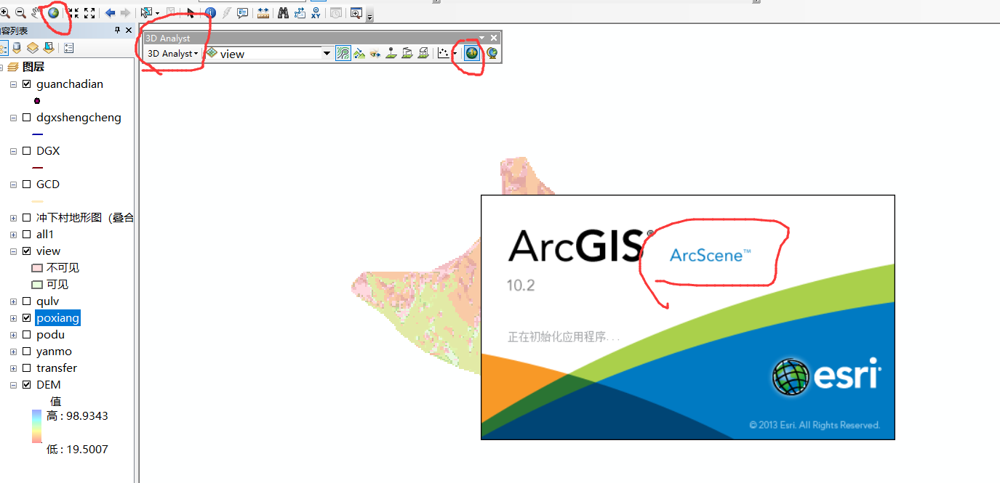 内容列表
3D Analyst
3D Analyst
view
图层
guanchadian
dgxshengcheng
DGX
GCD
冲下村地形图（叠合
all1
view
不可见
可见
qulv
poxiang
podu
yanmo
transfer
DEM
值
高 : 98.9343
低 : 19.5007
ArcGIS®
ArcScene™
10.2
正在初始化应用程序. . .
esri
© 2013 Esri. All Rights Reserved.
XY